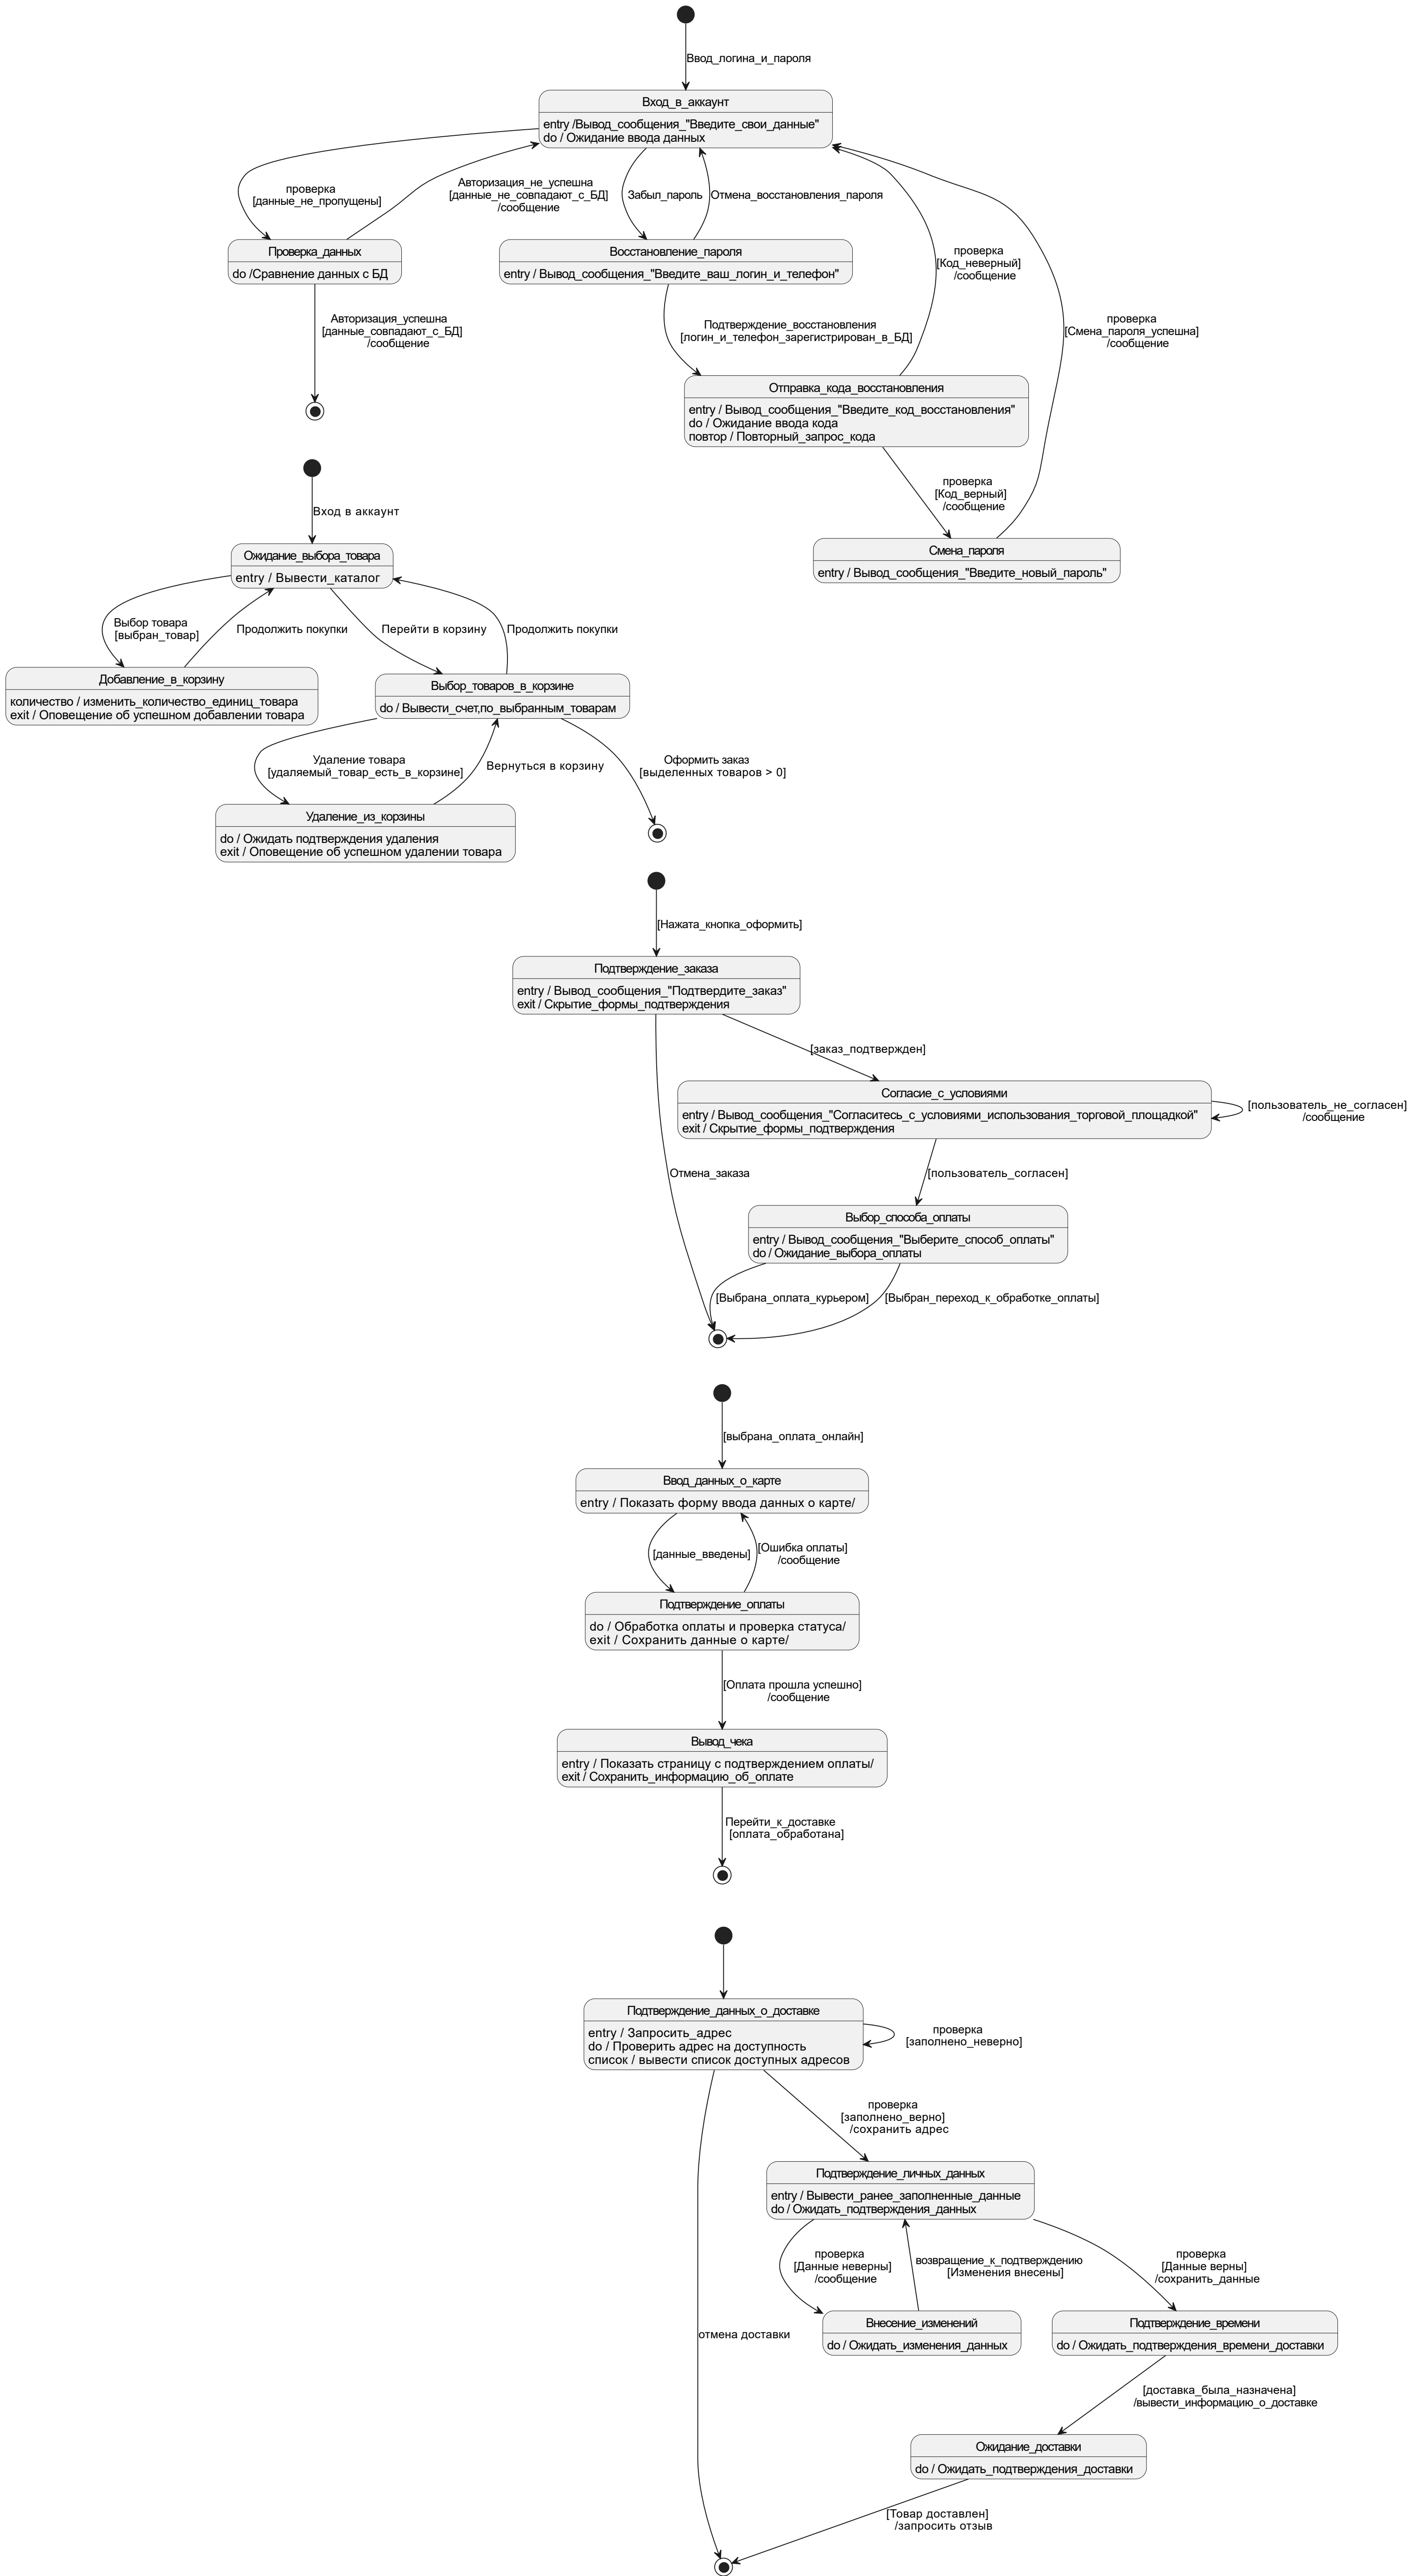 Ввод_логина_и_пароля
Вход_в_аккаунт
entry /Вывод_сообщения_"Введите_свои_данные"
do / Ожидание ввода данных
проверка
[данные_не_пропущены]
Авторизация_не_успешна
[данные_не_совпадают_с_БД]
/сообщение
Забыл_пароль
Отмена_восстановления_пароля
Проверка_данных
do /Сравнение данных с БД
Восстановление_пароля
entry / Вывод_сообщения_"Введите_ваш_логин_и_телефон"
проверка
[Код_неверный]
/сообщение
проверка
[Смена_пароля_успешна]
/сообщение
Авторизация_успешна
[данные_совпадают_с_БД]
/сообщение
Подтверждение_восстановления
[логин_и_телефон_зарегистрирован_в_БД]
Отправка_кода_восстановления
entry / Вывод_сообщения_"Введите_код_восстановления"
do / Ожидание ввода кода
повтор / Повторный_запрос_кода
проверка
[Код_верный]
/сообщение
Смена_пароля
entry / Вывод_сообщения_"Введите_новый_пароль"
Вход в аккаунт
Ожидание_выбора_товара
entry / Вывести_каталог
Выбор товара
[выбран_товар]
Продолжить покупки
Перейти в корзину
Продолжить покупки
Добавление_в_корзину
количество / изменить_количество_единиц_товара
exit / Оповещение об успешном добавлении товара
Выбор_товаров_в_корзине
do / Вывести_счет,по_выбранным_товарам
Удаление товара
[удаляемый_товар_есть_в_корзине]
Вернуться в корзину
Оформить заказ
[выделенных товаров > 0]
Удаление_из_корзины
do / Ожидать подтверждения удаления
exit / Оповещение об успешном удалении товара
[Нажата_кнопка_оформить]
Подтверждение_заказа
entry / Вывод_сообщения_"Подтвердите_заказ"
exit / Скрытие_формы_подтверждения
[заказ_подтвержден]
Согласие_с_условиями
entry / Вывод_сообщения_"Согласитесь_с_условиями_использования_торговой_площадкой"
exit / Скрытие_формы_подтверждения
[пользователь_не_согласен]
/сообщение
Отмена_заказа
[пользователь_согласен]
Выбор_способа_оплаты
entry / Вывод_сообщения_"Выберите_способ_оплаты"
do / Ожидание_выбора_оплаты
[Выбрана_оплата_курьером]
[Выбран_переход_к_обработке_оплаты]
[выбрана_оплата_онлайн]
Ввод_данных_о_карте
entry / Показать форму ввода данных о карте/
[данные_введены]
[Ошибка оплаты]
/сообщение
Подтверждение_оплаты
do / Обработка оплаты и проверка статуса/
exit / Сохранить данные о карте/
[Оплата прошла успешно]
/сообщение
Вывод_чека
entry / Показать страницу с подтверждением оплаты/
exit / Сохранить_информацию_об_оплате
Перейти_к_доставке
[оплата_обработана]
Подтверждение_данных_о_доставке
entry / Запросить_адрес
do / Проверить адрес на доступность
список / вывести список доступных адресов
проверка
[заполнено_неверно]
проверка
[заполнено_верно]
/сохранить адрес
Подтверждение_личных_данных
entry / Вывести_ранее_заполненные_данные
do / Ожидать_подтверждения_данных
проверка
[Данные неверны]
/сообщение
возвращение_к_подтверждению
[Изменения внесены]
проверка
[Данные верны]
/сохранить_данные
отмена доставки
Внесение_изменений
do / Ожидать_изменения_данных
Подтверждение_времени
do / Ожидать_подтверждения_времени_доставки
[доставка_была_назначена]
/вывести_информацию_о_доставке
Ожидание_доставки
do / Ожидать_подтверждения_доставки
[Товар доставлен]
/запросить отзыв